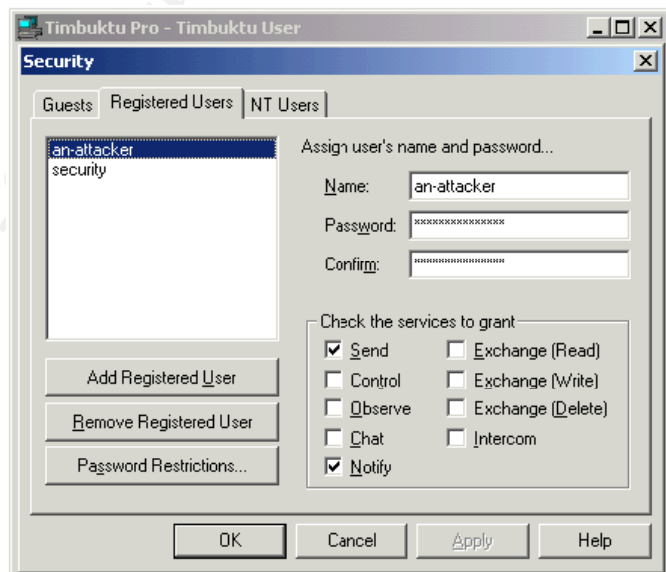 Timbuktu Pro - Timbuktu User
Security
Guests Registered Users NT Users
an-attacker
security
Assign user's name and password...
Name: an-attacker
Password: ***************
Confirm: ***************
Check the services to grant
Send Exchange (Read)
Control Exchange (Write)
Observe Exchange (Delete)
Chat Intercom
Notify
Add Registered User
Remove Registered User
Password Restrictions...
OK Cancel Apply Help